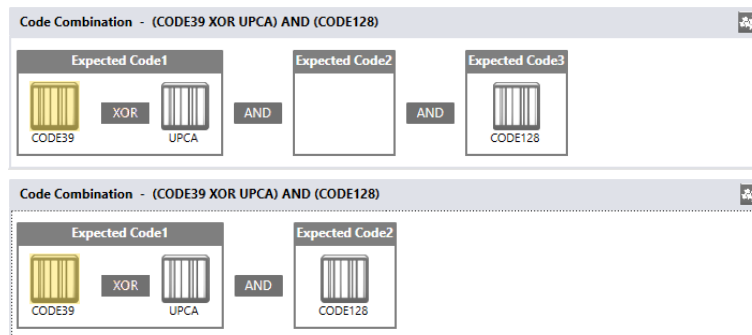 Code Combination - (CODE39 XOR UPCA) AND (CODE128)
Expected Code1 Expected Code2 Expected Code3
XOR AND AND
CODE39 UPCA CODE128
Code Combination - (CODE39 XOR UPCA) AND (CODE128)
Expected Code1 Expected Code2
XOR AND
CODE39 UPCA CODE128